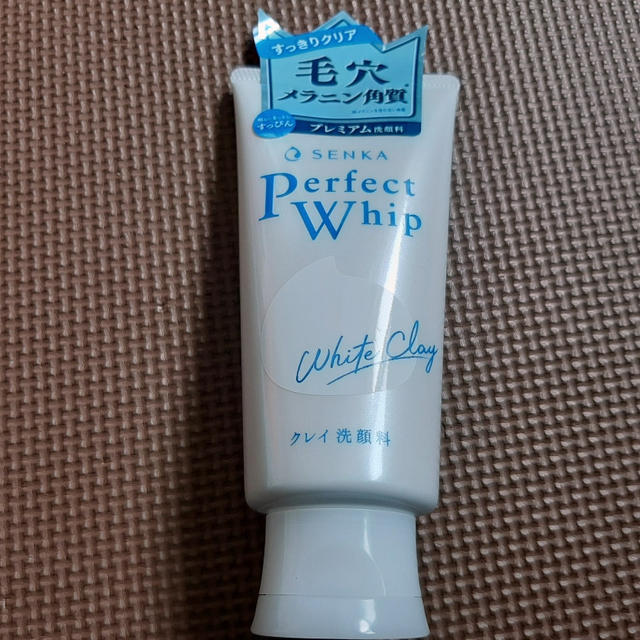 すっきりクリア
毛穴
メラニン角質
すっぴん
プレミアム洗顔料
SENKA
Perfect
Whip
White Clay
クレイ洗顔料